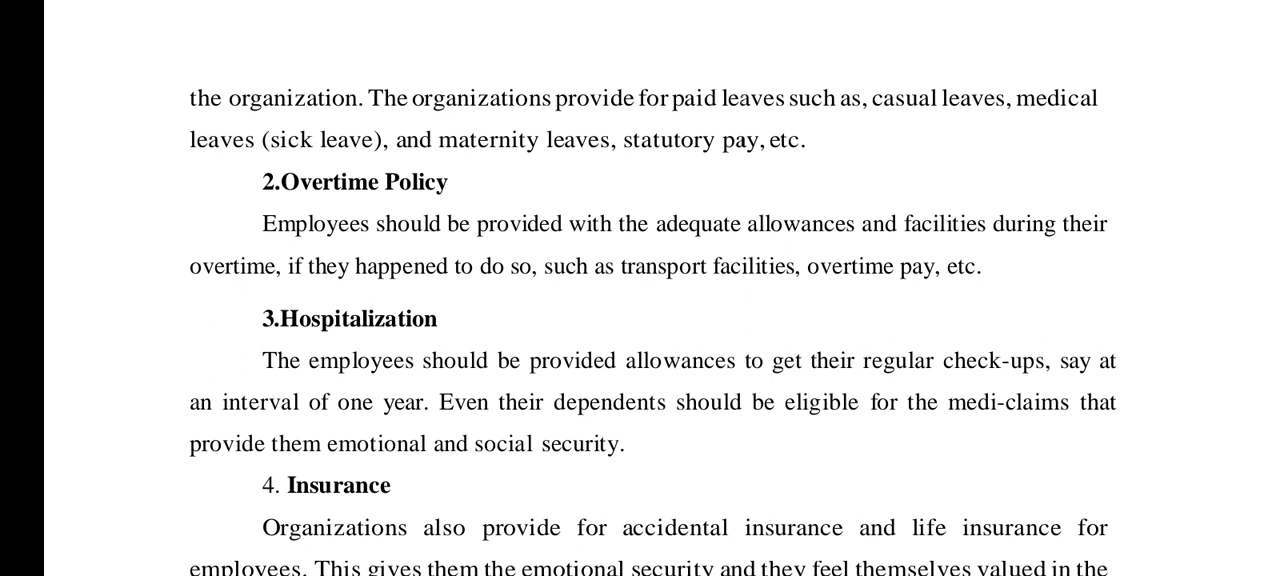 the organization. The organizations provide for paid leaves such as, casual leaves, medical
leaves (sick leave), and maternity leaves, statutory pay, etc.
2.Overtime Policy
Employees should be provided with the adequate allowances and facilities during their
overtime, if they happened to do so, such as transport facilities, overtime pay, etc.
3.Hospitalization
The employees should be provided allowances to get their regular check-ups, say at
an interval of one year. Even their dependents should be eligible for the medi-claims that
provide them emotional and social security.
4. Insurance
Organizations also provide for accidental insurance and life insurance for
employees. This gives them the emotional security and they feel themselves valued in the